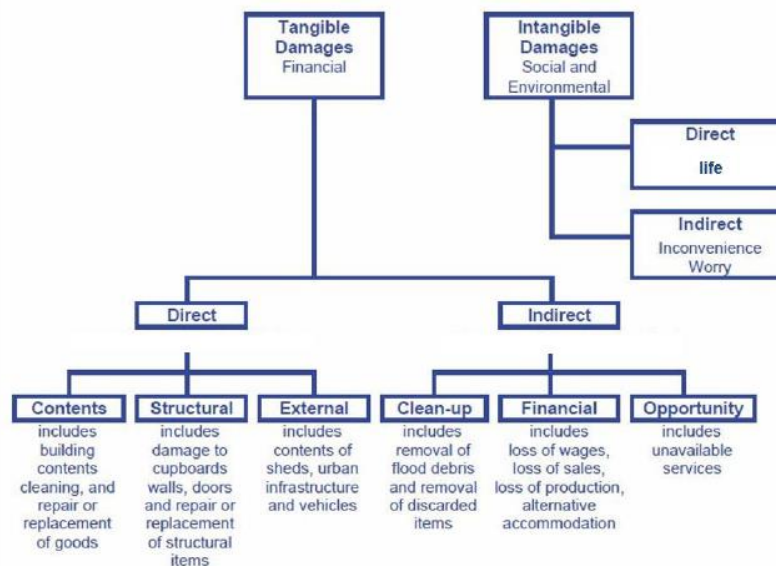 Tangible
Damages
Financial
Intangible
Damages
Social and
Environmental
Direct
life
Indirect
Inconvenience
Worry
Direct
Indirect
Contents
includes
building
contents
cleaning, and
repair or
replacement
of goods
Structural
includes
damage to
cupboards
walls, doors
and repair or
replacement
of structural
items
External
includes
contents of
sheds, urban
infrastructure
and vehicles
Clean-up
includes
removal of
flood debris
and removal
of discarded
items
Financial
includes
loss of wages,
loss of sales,
loss of production,
alternative
accommodation
Opportunity
includes
unavailable
services